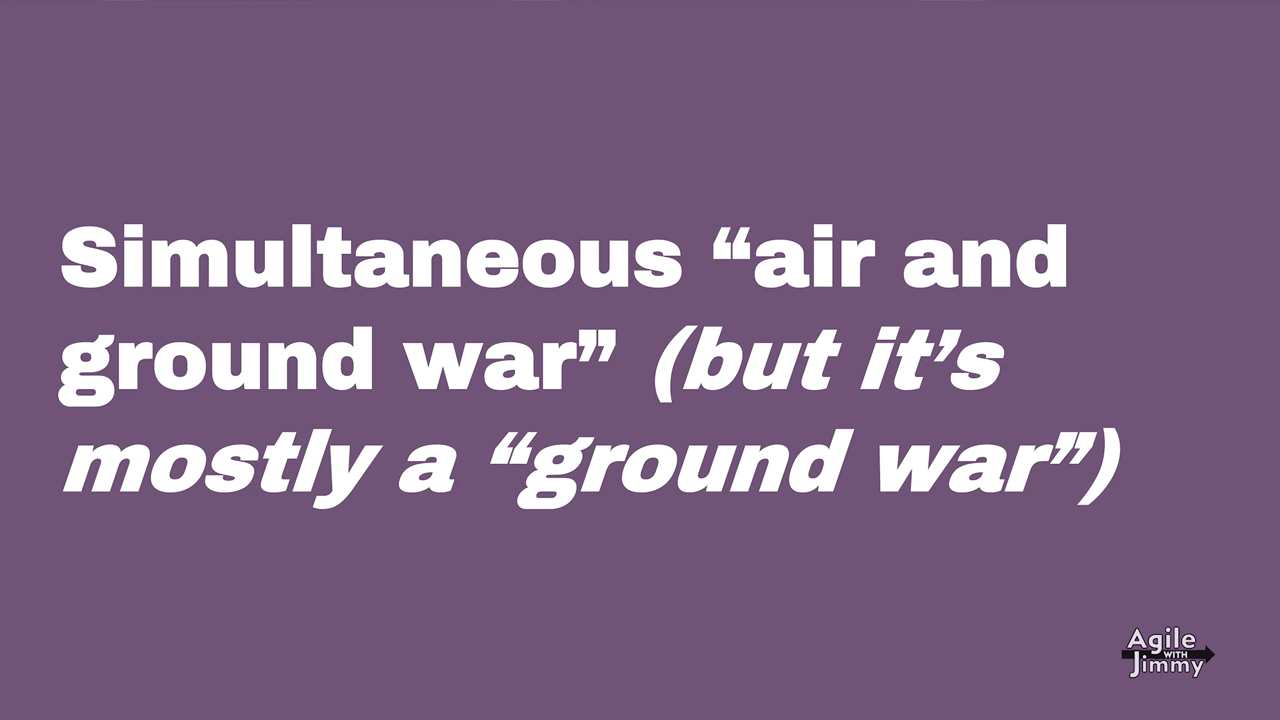 Simultaneous “air and
ground war” (but it’s
mostly a “ground war”)
Agile
WITH
Jimmy